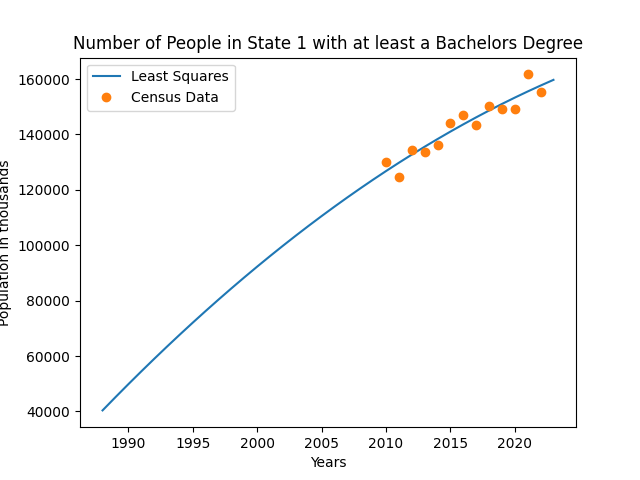 Number of People in State 1 with at least a Bachelors Degree
Least Squares
Census Data
160000
140000
120000
100000
80000
60000
40000
Population in thousands
1990
1995
2000
2005
2010
2015
2020
Years